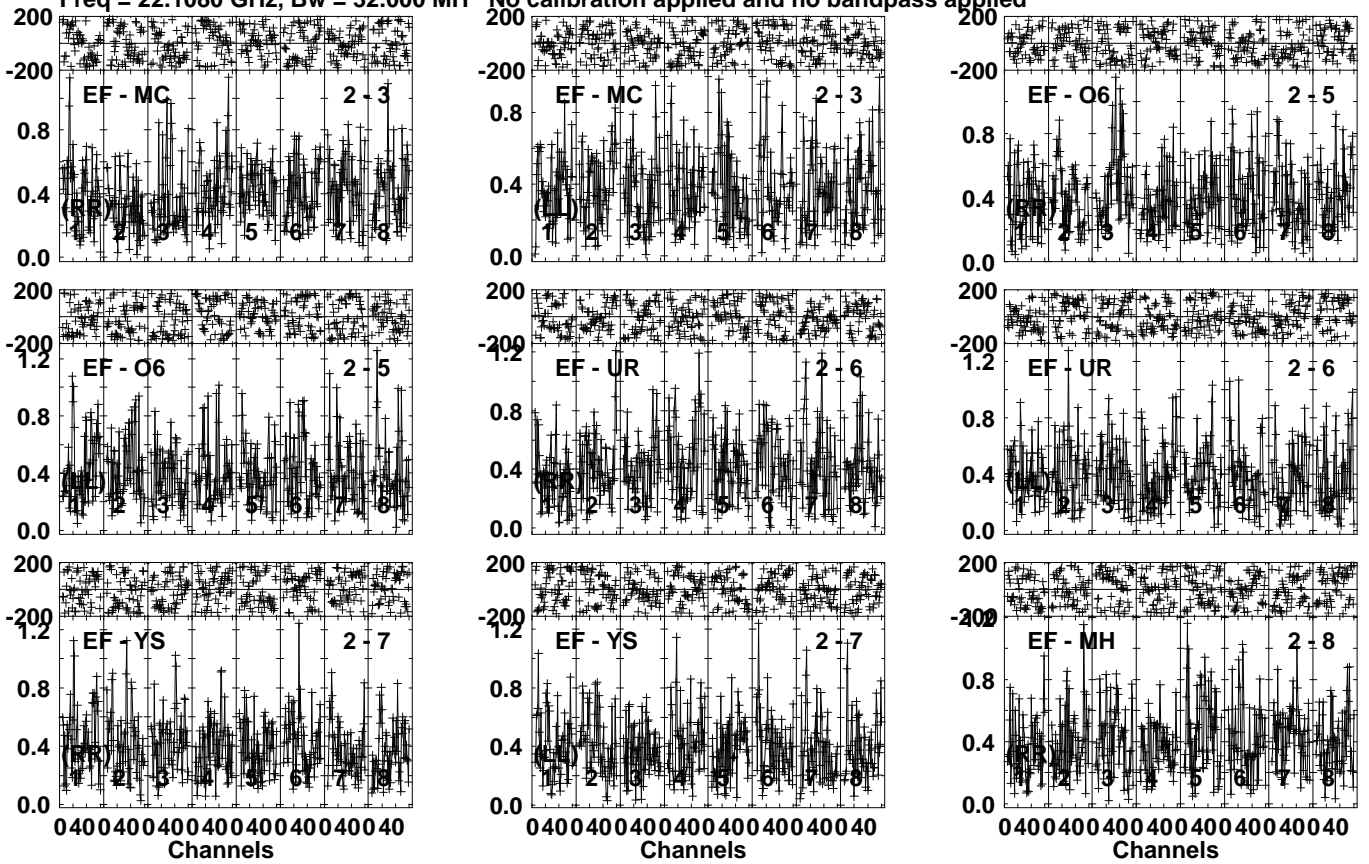 Freq = 22.1080 GHz, Bw = 32.000 MH No calibration applied and no bandpass applied
200 200 200
-200 -200 -200
EF - MC 2 - 3 EF - MC 2 - 3 EF - O6 2 - 5
0.8 0.8 0.8
0.4 0.4 0.4
(RR) (LL) (RR)
1 2 3 4 5 6 7 8 1 2 3 4 5 6 7 8 1 2 3 4 5 6 7 8
0.0 0.0 0.0
200 200 200
-200 -200 -200
1.2 1.2 1.2
EF - O6 2 - 5 EF - UR 2 - 6 EF - UR 2 - 6
0.8 0.8 0.8
0.4 0.4 0.4
(LL) (RR) (LL)
1 2 3 4 5 6 7 8 1 2 3 4 5 6 7 8 1 2 3 4 5 6 7 8
0.0 0.0 0.0
200 200 200
-200 -200 -200
1.2 1.2 1.2
EF - YS 2 - 7 EF - YS 2 - 7 EF - MH 2 - 8
0.8 0.8 0.8
0.4 0.4 0.4
(RR) (LL) (RR)
1 2 3 4 5 6 7 8 1 2 3 4 5 6 7 8 1 2 3 4 5 6 7 8
0.0 0.0 0.0
0 40 0 40 0 40 0 40 0 40 0 40 0 40 0 40 0 40 0 40 0 40 0 40 0 40 0 40 0 40 0 40 0 40 0 40 0 40 0 40 0 40 0 40 0 40 0 40
Channels Channels Channels